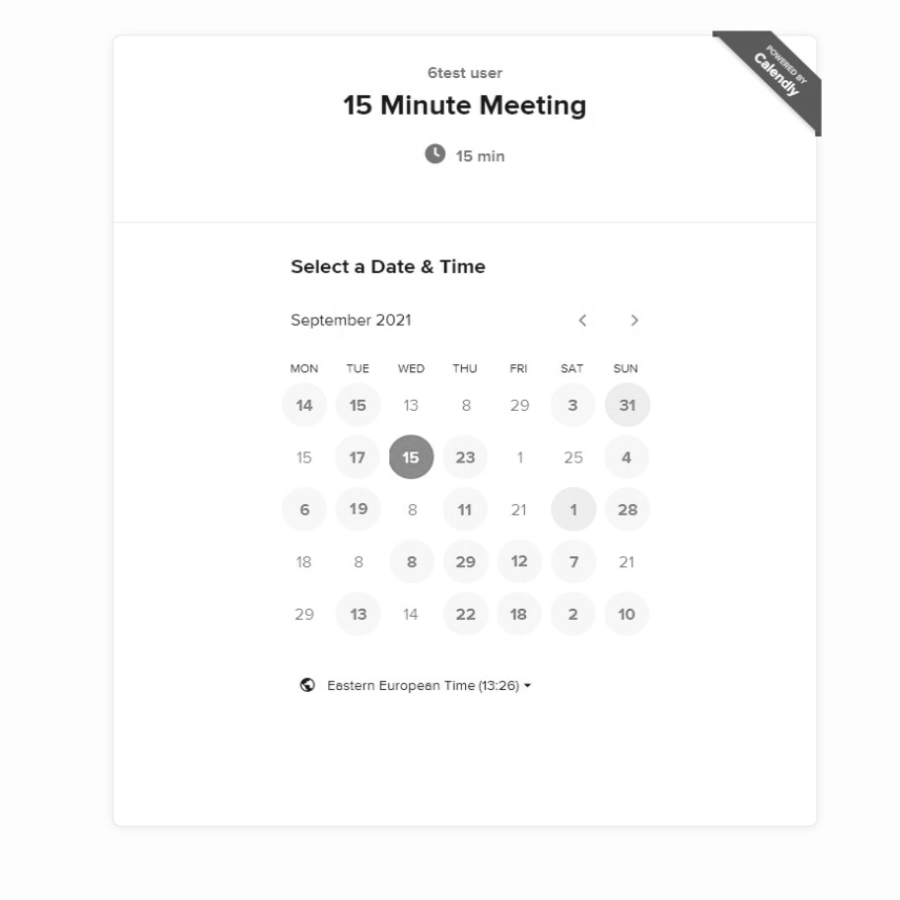 POWERED BY
Calendly
6test user
15 Minute Meeting
15 min
Select a Date & Time
September 2021
MON TUE WED THU FRI SAT SUN
14 15 13 8 29 3 31
15 17 15 23 1 25 4
6 19 8 11 21 1 28
18 8 8 29 12 7 21
29 13 14 22 18 2 10
Eastern European Time (13:26)